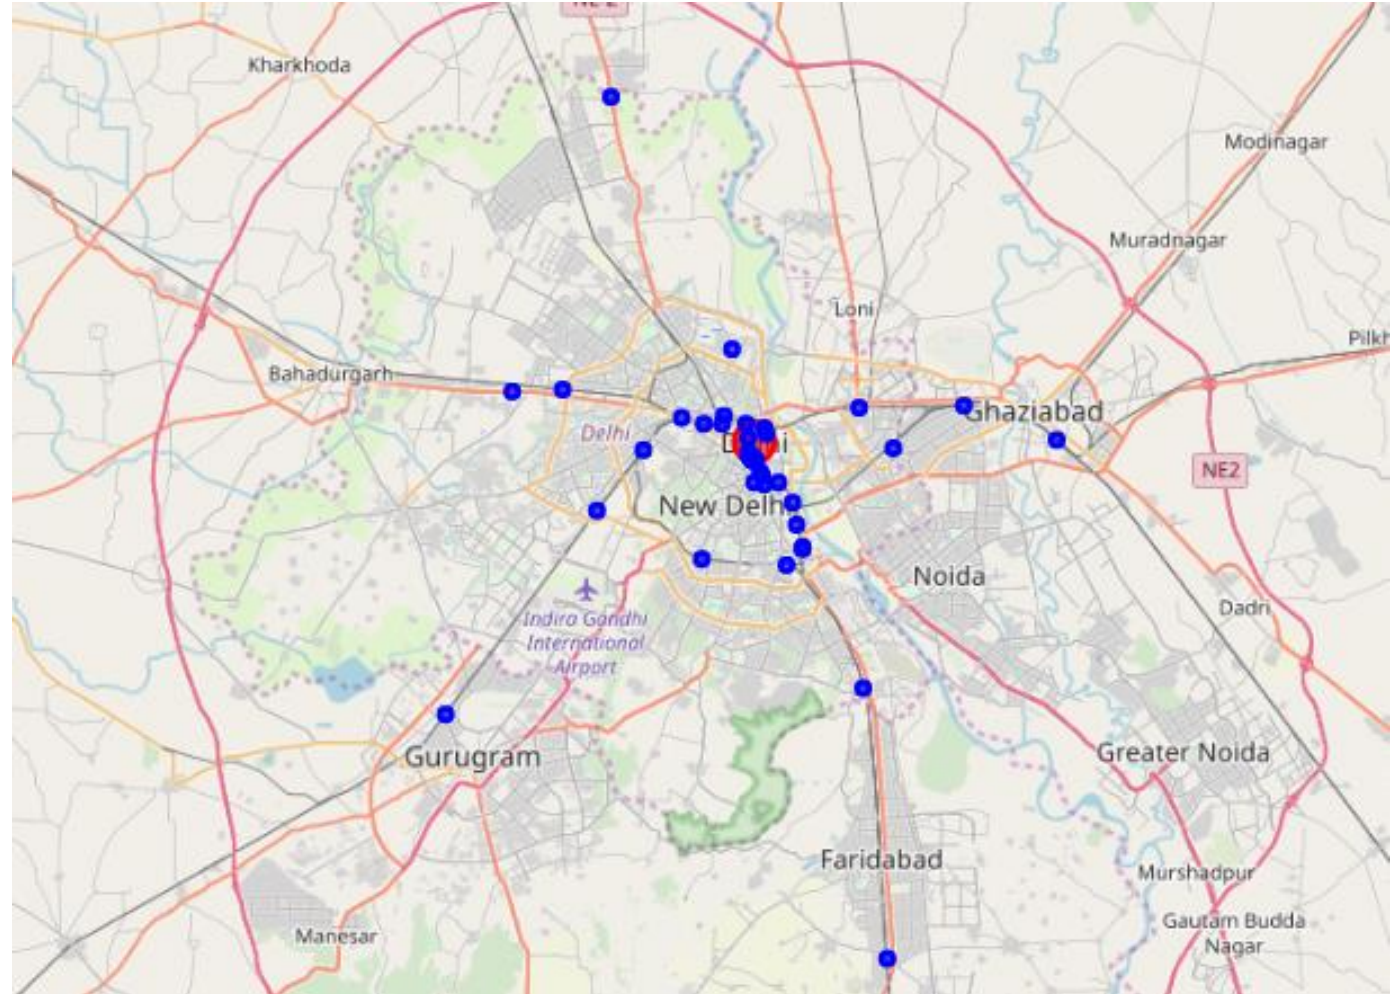 Kharkhoda
Modinagar
Muradnagar
Loni
Pilkh
Bahadurgarh
Ghaziabad
Delhi
NE2
New Delh
Noida
Dadri
Indira Gandhi
International
Airport
Gurugram
Greater Noida
Faridabad
Murshadpur
Manesar
Gautam Budda
Nagar